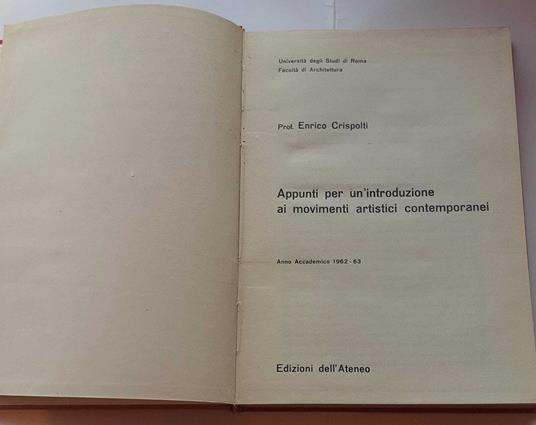 Università degli Studi di Roma
Facoltà di Architettura
Prof. Enrico Crispolti
Appunti per un'introduzione
ai movimenti artistici contemporanei
Anno Accademico 1962-63
Edizioni dell'Ateneo